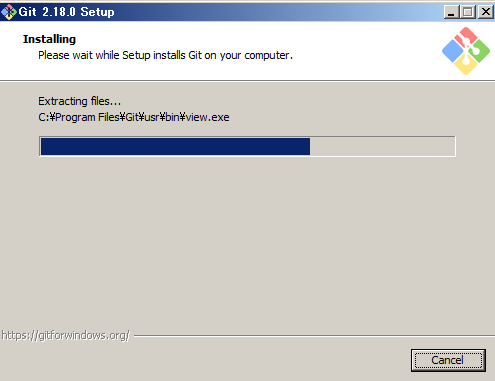 Git 2.18.0 Setup
Installing
Please wait while Setup installs Git on your computer.
Extracting files...
C:¥Program Files¥Git¥usr¥bin¥view.exe
https://gitforwindows.org/
Cancel